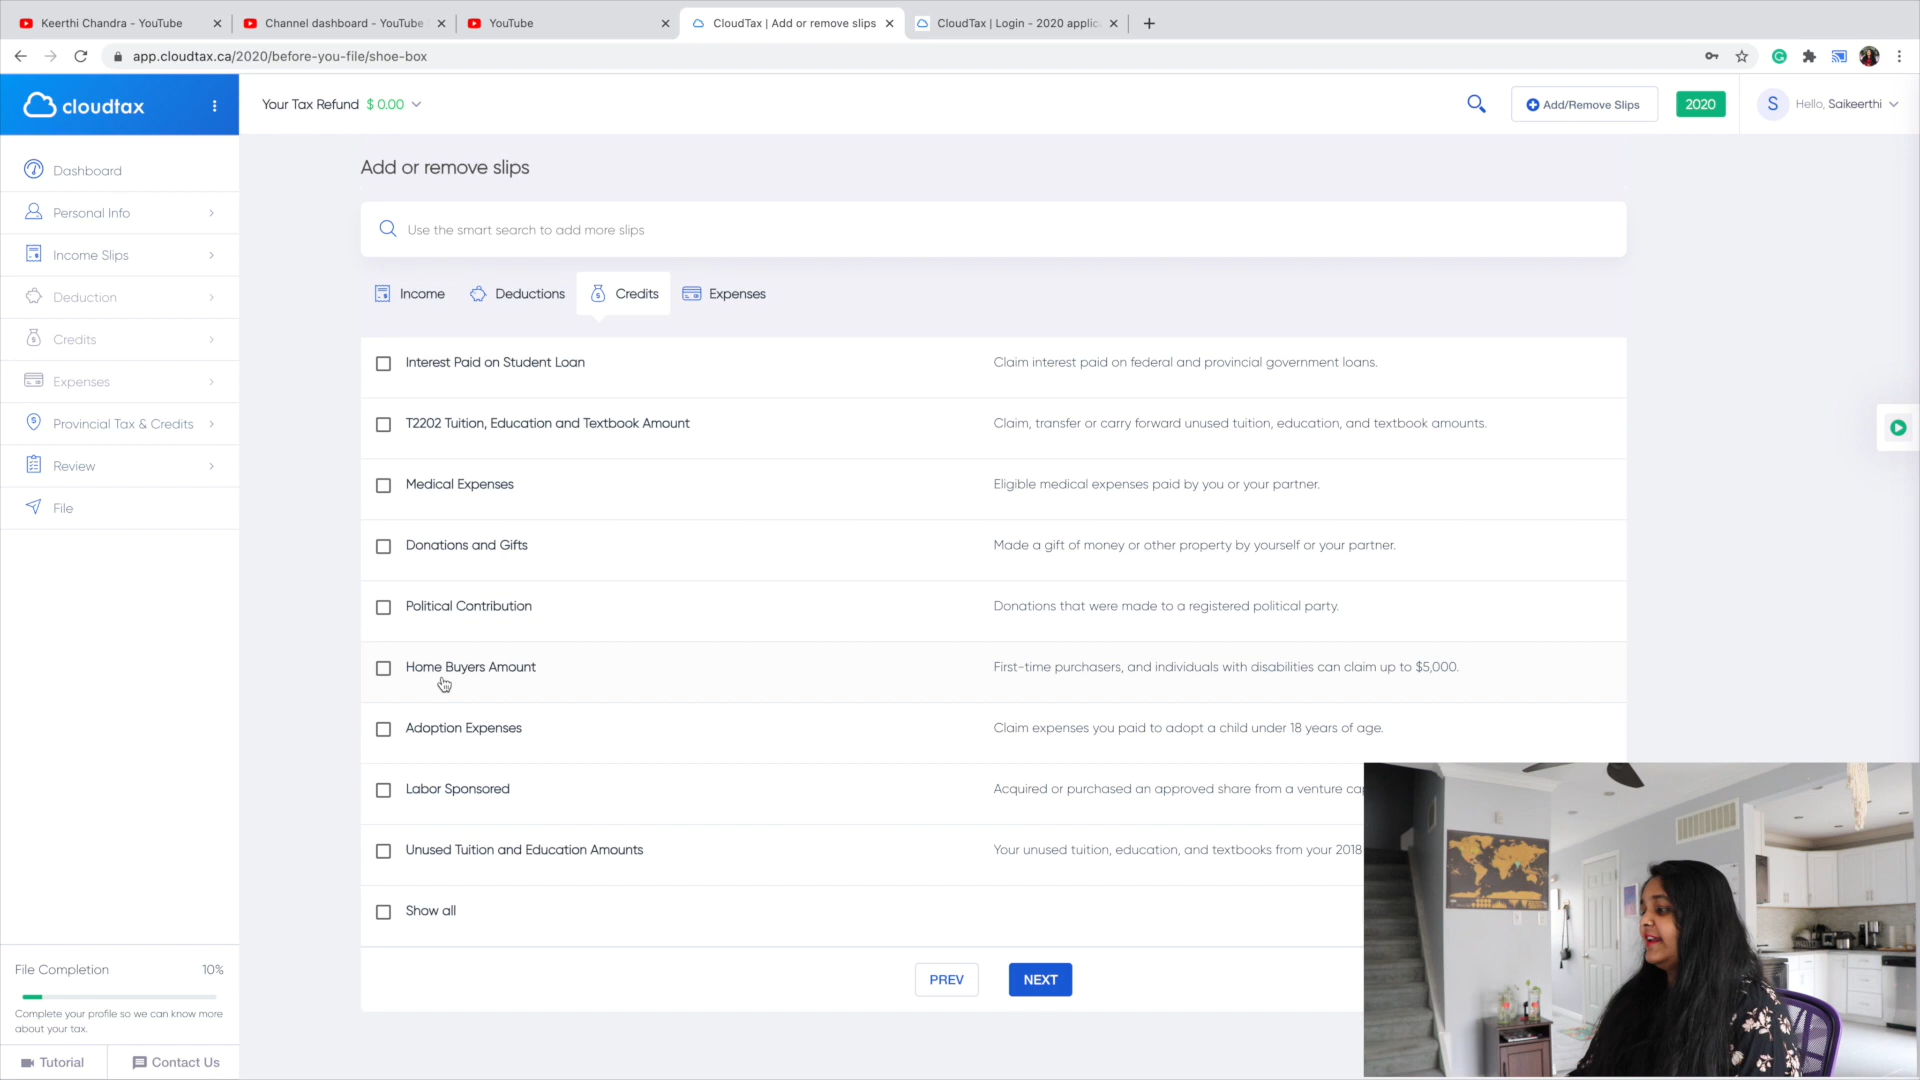 Keerthi Chandra - YouTube
Channel dashboard - YouTube
YouTube
CloudTax | Add or remove slips
CloudTax | Login - 2020 applic
app.cloudtax.ca/2020/before-you-file/shoe-box
cloudtax
Your Tax Refund $ 0.00
Add/Remove Slips
2020
S
Hello, Saikeerthi
Dashboard
Personal Info
Income Slips
Deduction
Credits
Expenses
Provincial Tax & Credits
Review
File
Add or remove slips
Use the smart search to add more slips
Income
Deductions
Credits
Expenses
Interest Paid on Student Loan
Claim interest paid on federal and provincial government loans.
T2202 Tuition, Education and Textbook Amount
Claim, transfer or carry forward unused tuition, education, and textbook amounts.
Medical Expenses
Eligible medical expenses paid by you or your partner.
Donations and Gifts
Made a gift of money or other property by yourself or your partner.
Political Contribution
Donations that were made to a registered political party.
Home Buyers Amount
First-time purchasers, and individuals with disabilities can claim up to $5,000.
Adoption Expenses
Claim expenses you paid to adopt a child under 18 years of age.
Labor Sponsored
Acquired or purchased an approved share from a venture cap
Unused Tuition and Education Amounts
Your unused tuition, education, and textbooks from your 2018
Show all
PREV
NEXT
File Completion
10%
Complete your profile so we can know more
about your tax.
Tutorial
Contact Us